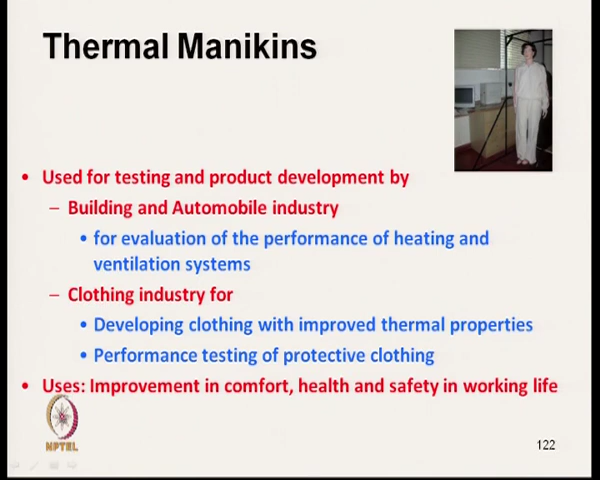 Thermal Manikins
• Used for testing and product development by
– Building and Automobile industry
• for evaluation of the performance of heating and
ventilation systems
– Clothing industry for
• Developing clothing with improved thermal properties
• Performance testing of protective clothing
• Uses: Improvement in comfort, health and safety in working life
NPTEL
122